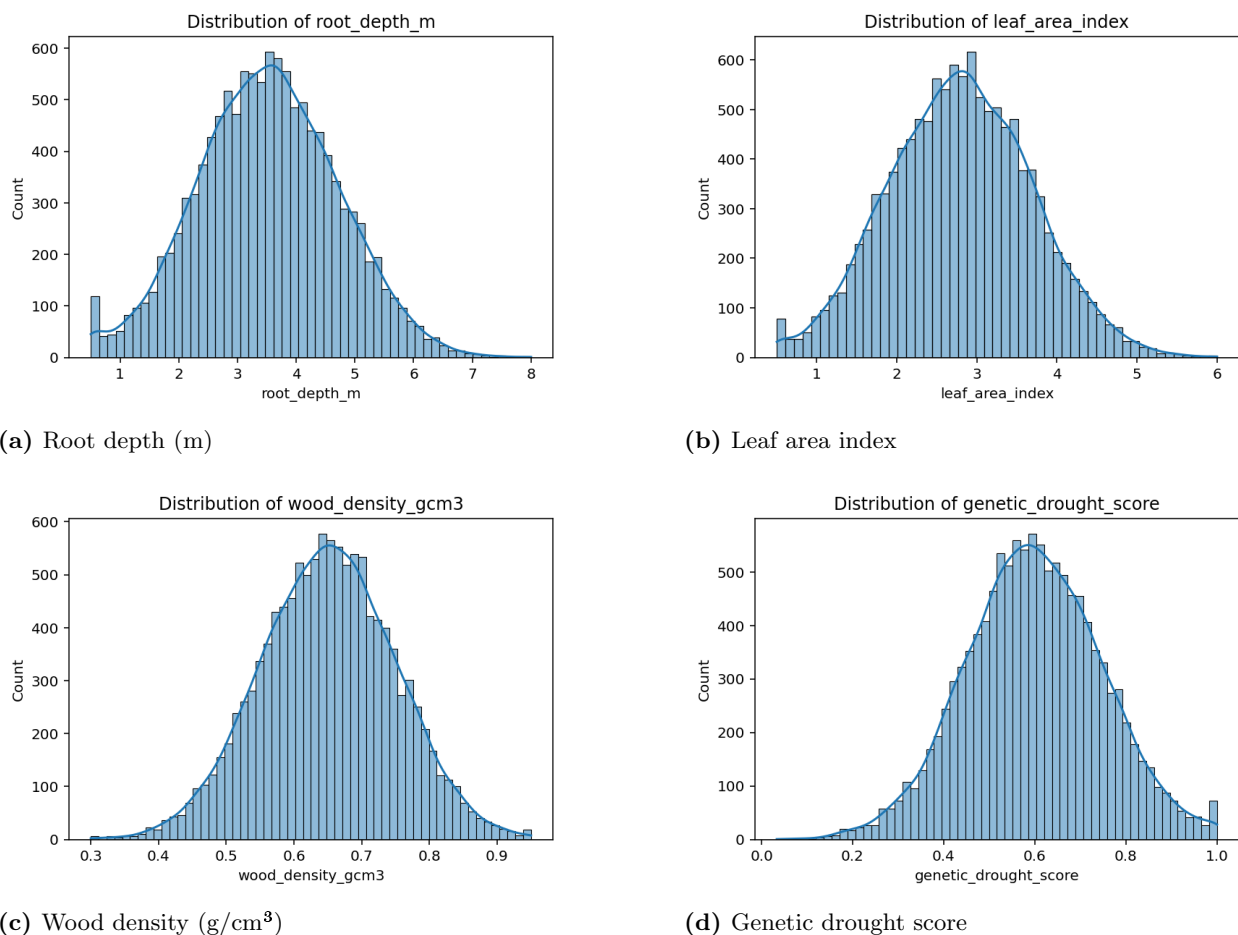 Distribution of root_depth_m
600
500
400
300
200
100
0
Count
1 2 3 4 5 6 7 8
root_depth_m
(a) Root depth (m)
Distribution of leaf_area_index
600
500
400
300
200
100
0
Count
1 2 3 4 5 6
leaf_area_index
(b) Leaf area index
Distribution of wood_density_gcm3
600
500
400
300
200
100
0
Count
0.3 0.4 0.5 0.6 0.7 0.8 0.9
wood_density_gcm3
(c) Wood density (g/cm³)
Distribution of genetic_drought_score
500
400
300
200
100
0
Count
0.0 0.2 0.4 0.6 0.8 1.0
genetic_drought_score
(d) Genetic drought score